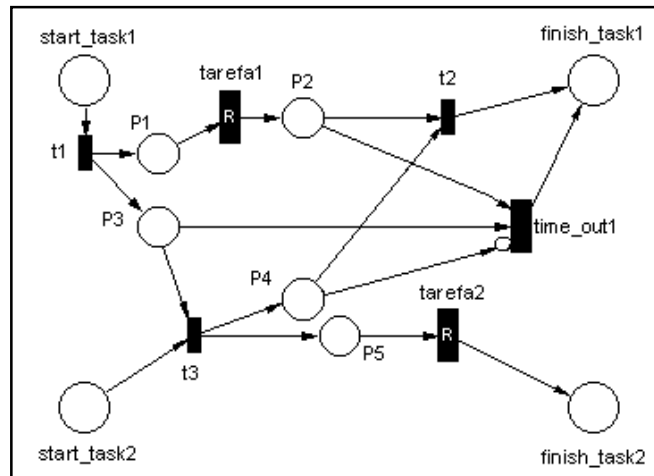 start_task1
finish_task1
tarefa1
P2
t2
P1
R
t1
P3
time_out1
P4
tarefa2
R
P5
t3
start_task2
finish_task2